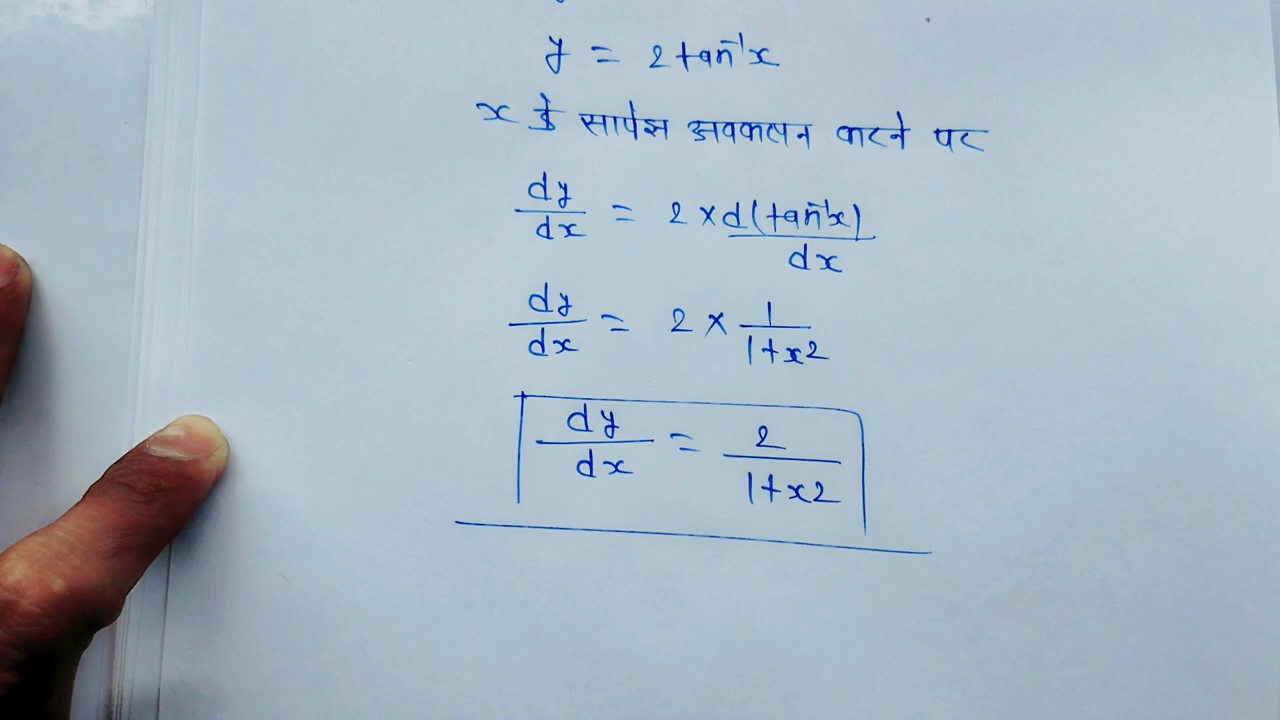 y = 2 tan⁻¹x
x के सापेक्ष अवकलन करने पर
dy/dx = 2 × d(tan⁻¹x)/dx
dy/dx = 2 × 1/1+x2
dy/dx = 2/1+x2